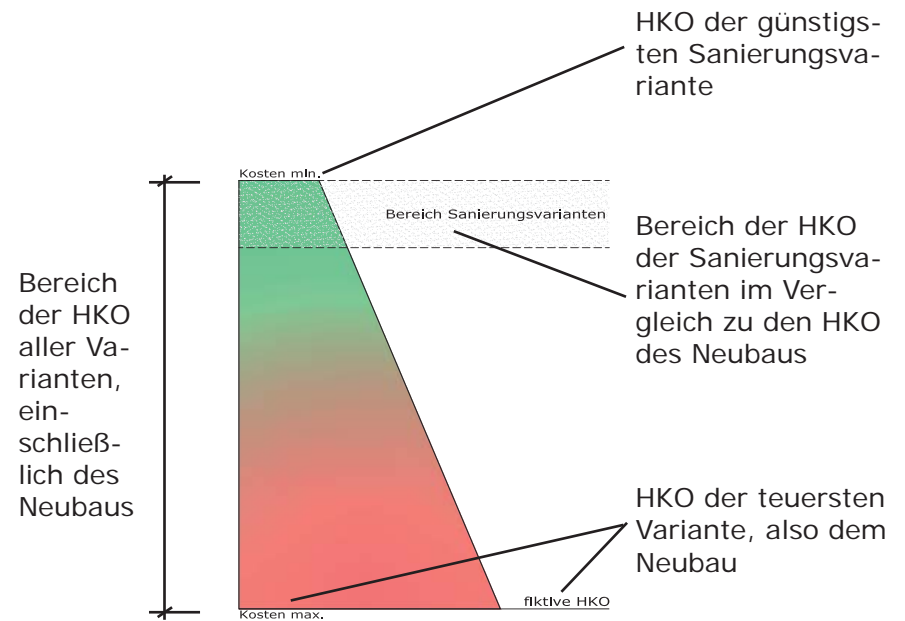 HKO der günstigs-
ten Sanierungsva-
riante
Kosten min.
Bereich Sanierungsvarianten
Bereich der HKO
der Sanierungsva-
rianten im Ver-
gleich zu den HKO
des Neubaus
Bereich
der HKO
aller Va-
rianten,
ein-
schließ-
lich des
Neubaus
HKO der teuersten
Variante, also dem
Neubau
fiktive HKO
Kosten max.